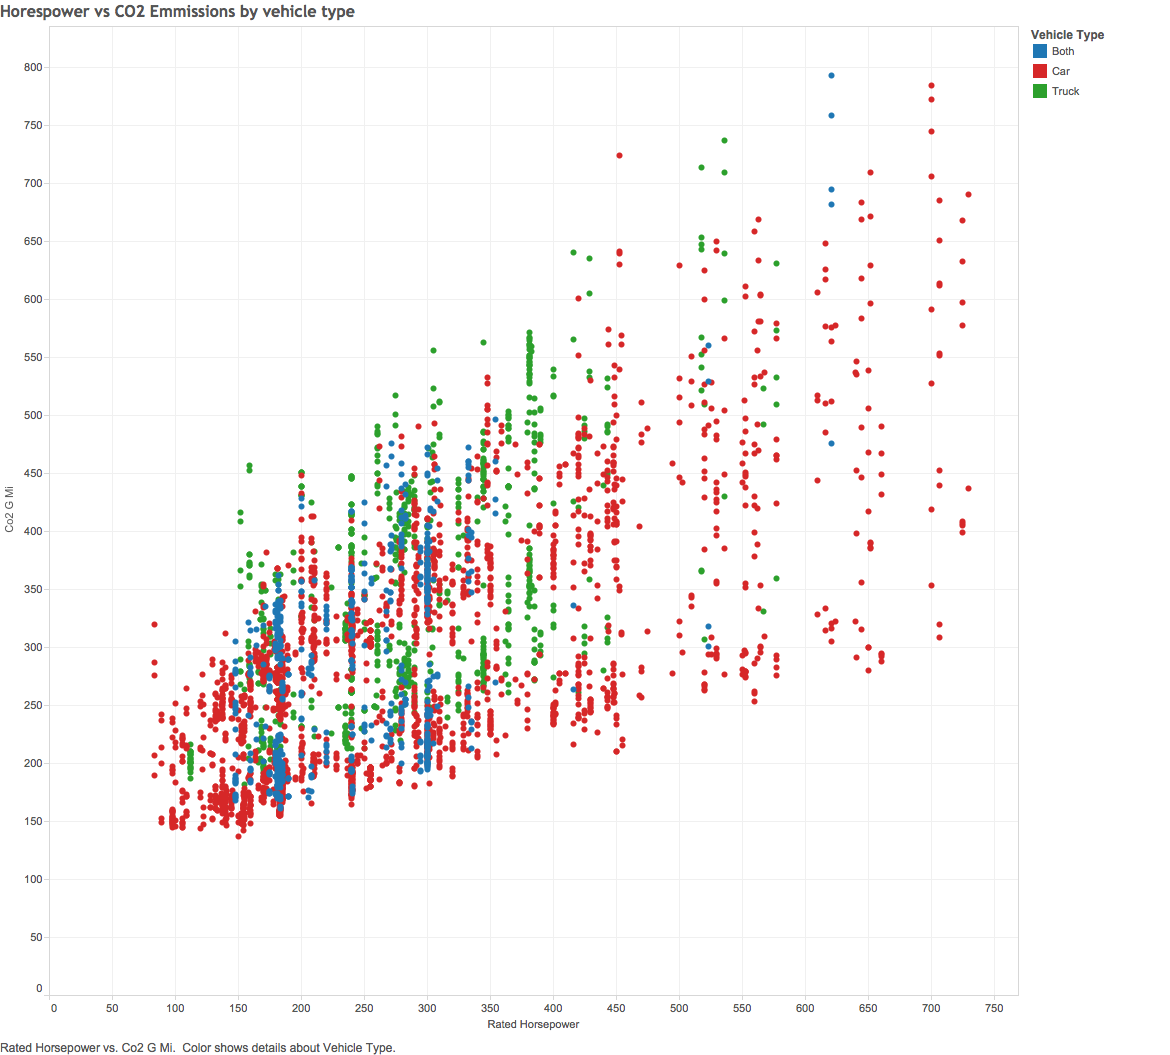 Horespower vs CO2 Emmissions by vehicle type
Vehicle Type
Both
Car
Truck
Co2 G Mi
800
750
700
650
600
550
500
450
400
350
300
250
200
150
100
50
0
0 50 100 150 200 250 300 350 400 450 500 550 600 650 700 750
Rated Horsepower
Rated Horsepower vs. Co2 G Mi. Color shows details about Vehicle Type.